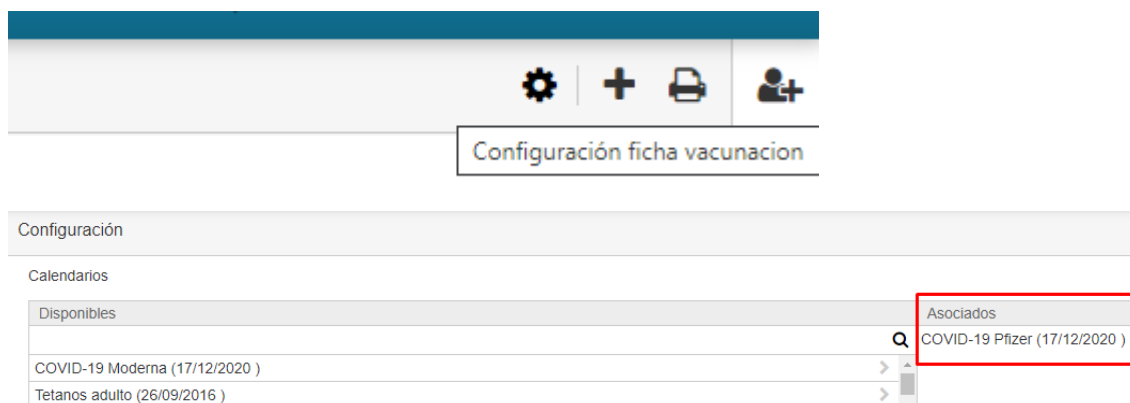 Configuración ficha vacunacion
Configuración
Calendarios
Disponibles
Asociados
COVID-19 Pfizer (17/12/2020 )
COVID-19 Moderna (17/12/2020 )
Tetanos adulto (26/09/2016 )